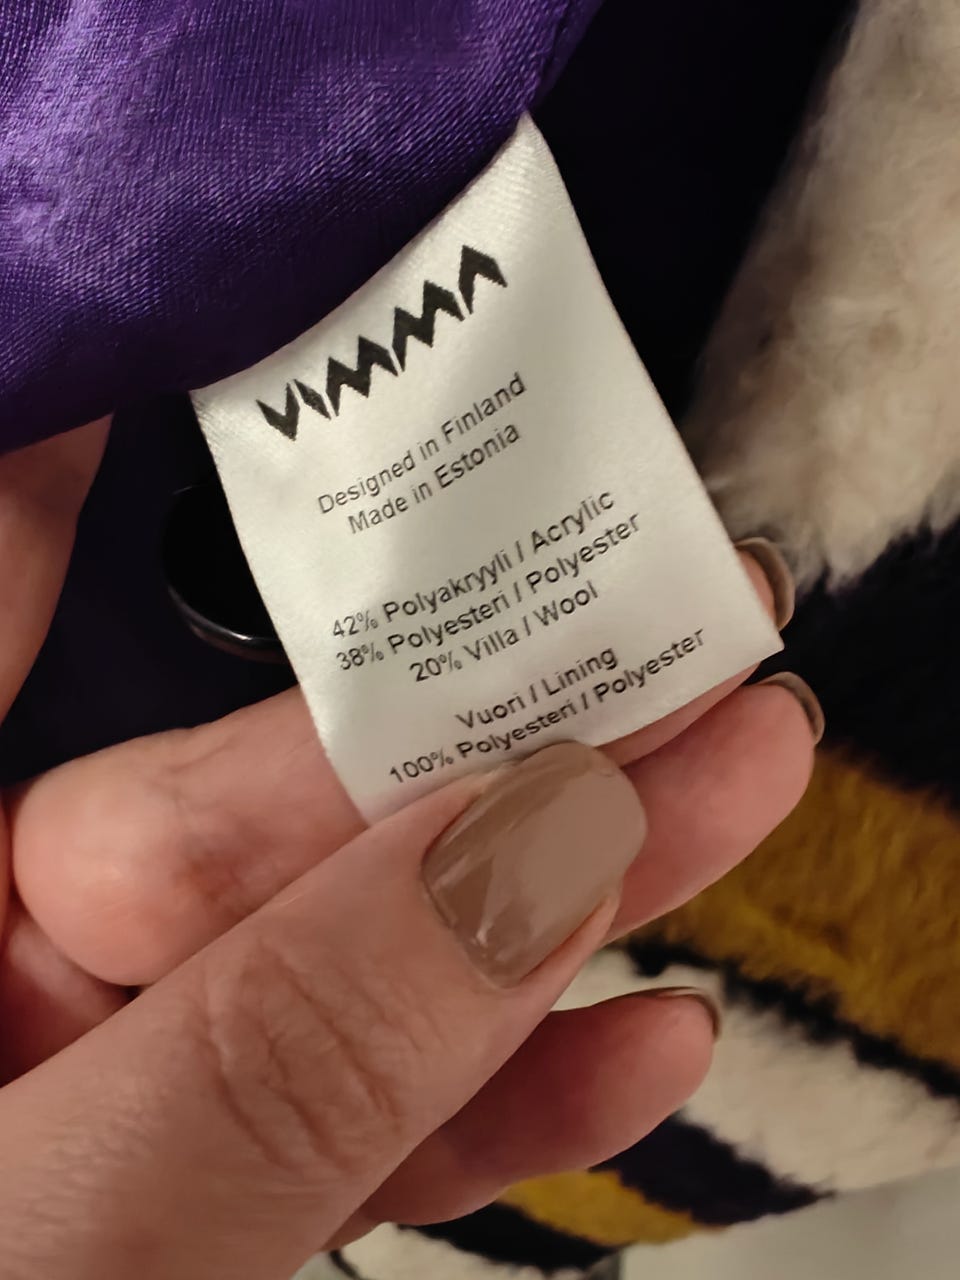 VIMMA
Designed in Finland
Made in Estonia
42% Polyakryyli / Acrylic
38% Polyesteri / Polyester
20% Villa / Wool
Vuori / Lining
100% Polyesteri / Polyester